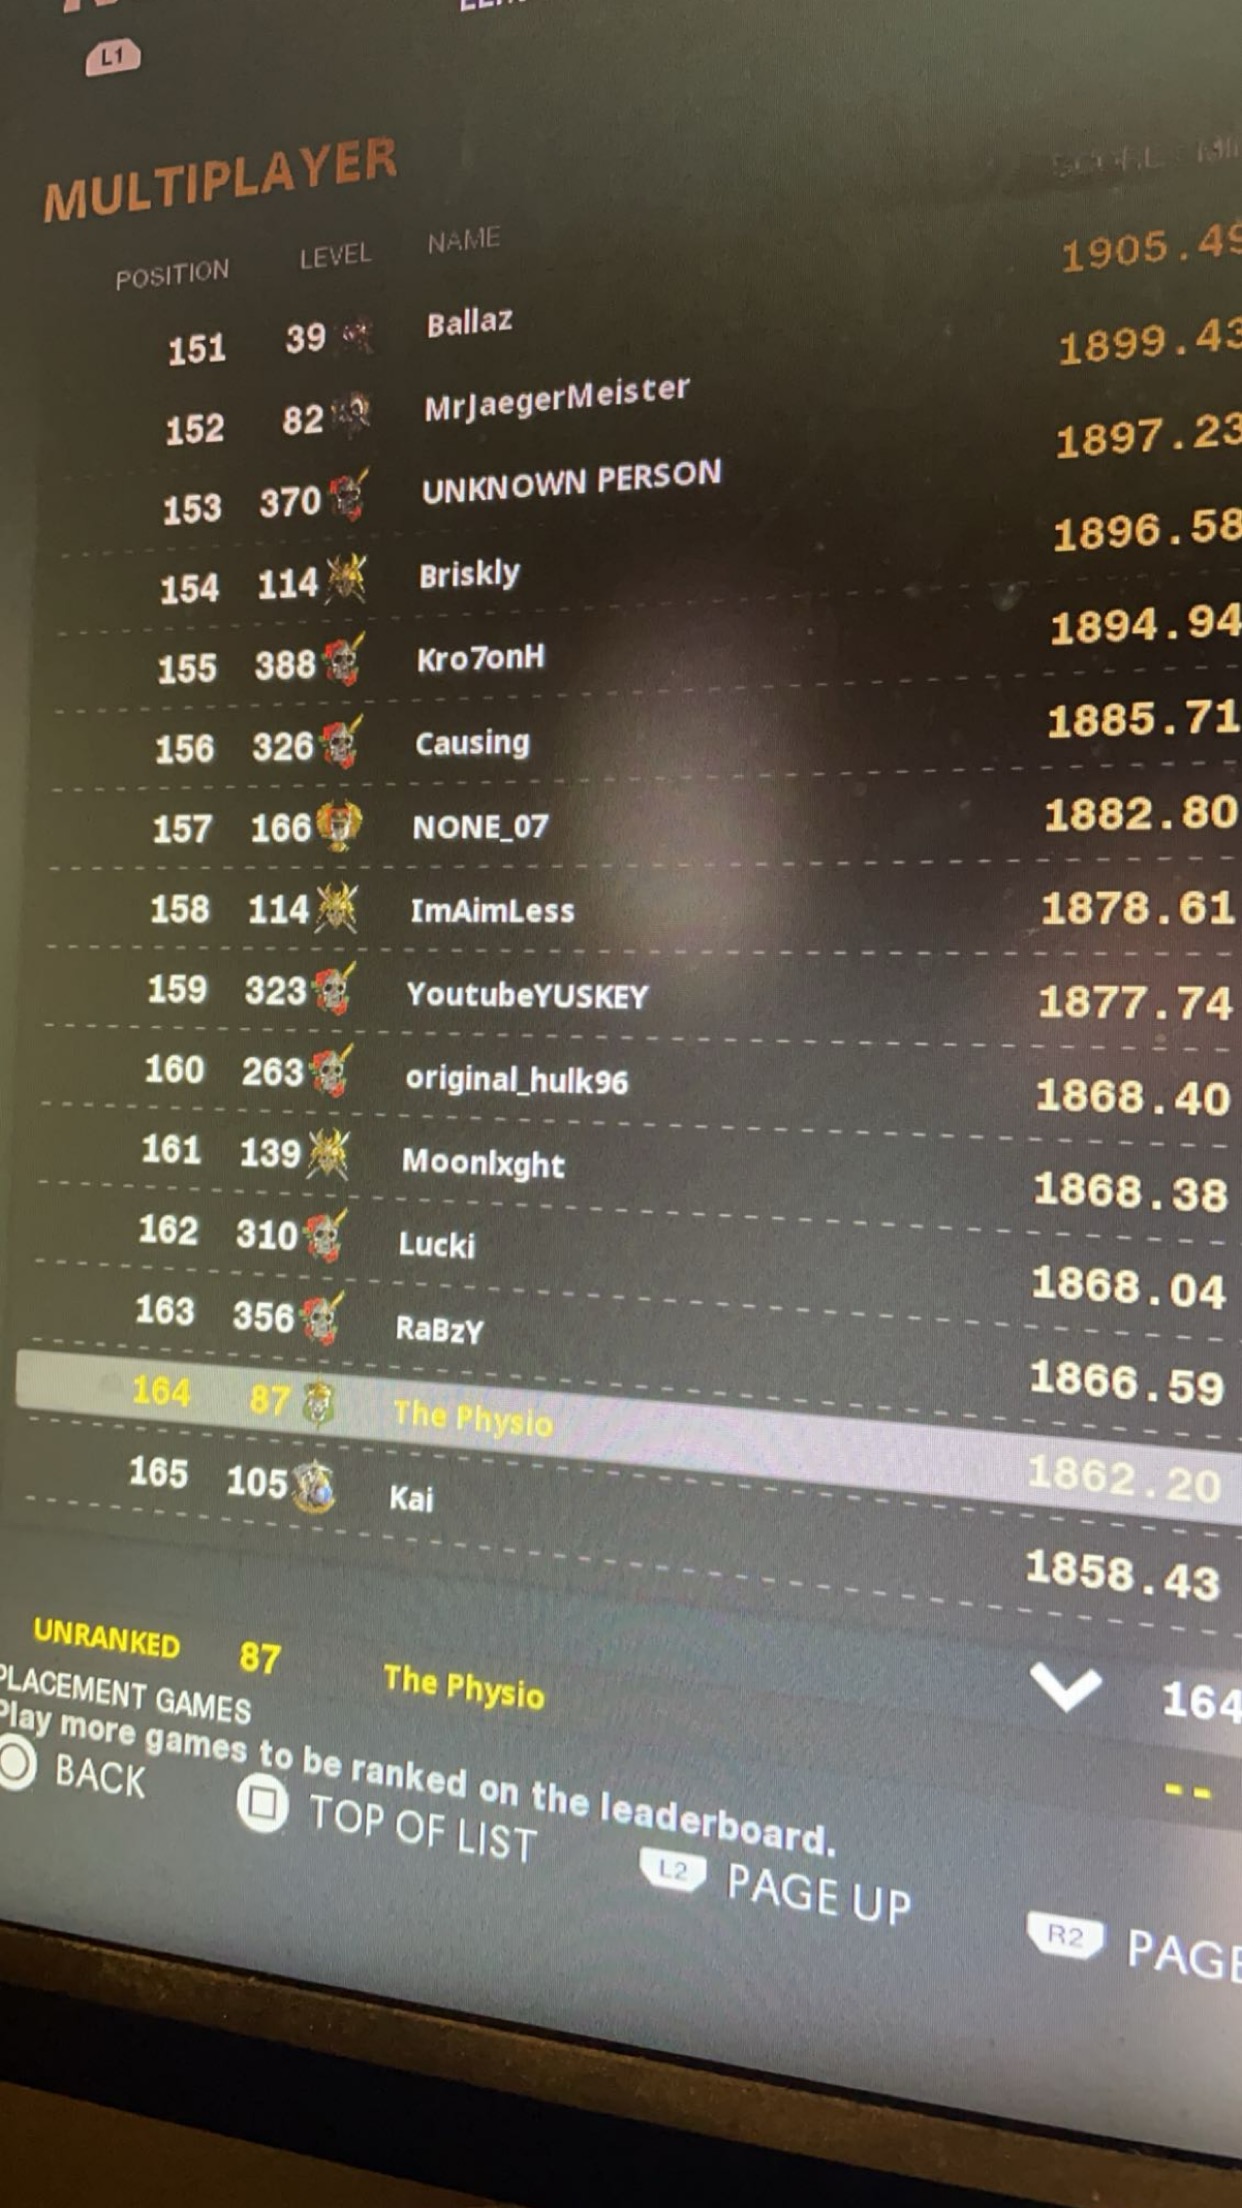 L1
MULTIPLAYER
POSITION LEVEL NAME
151 39 Ballaz 1905.49
152 82 MrJaegerMeister 1899.43
153 370 UNKNOWN PERSON 1897.23
154 114 Briskly 1896.58
155 388 Kro7onH 1894.94
156 326 Causing 1885.71
157 166 NONE_07 1882.80
158 114 ImAimLess 1878.61
159 323 YoutubeYUSKEY 1877.74
160 263 original_hulk96 1868.40
161 139 Moonlxght 1868.38
162 310 Lucki 1868.04
163 356 RaBzY 1866.59
164 87 The Physio 1862.20
165 105 Kai 1858.43
164
UNRANKED 87 The Physio --
PLACEMENT GAMES
Play more games to be ranked on the leaderboard.
BACK TOP OF LIST L2 PAGE UP R2 PAGE